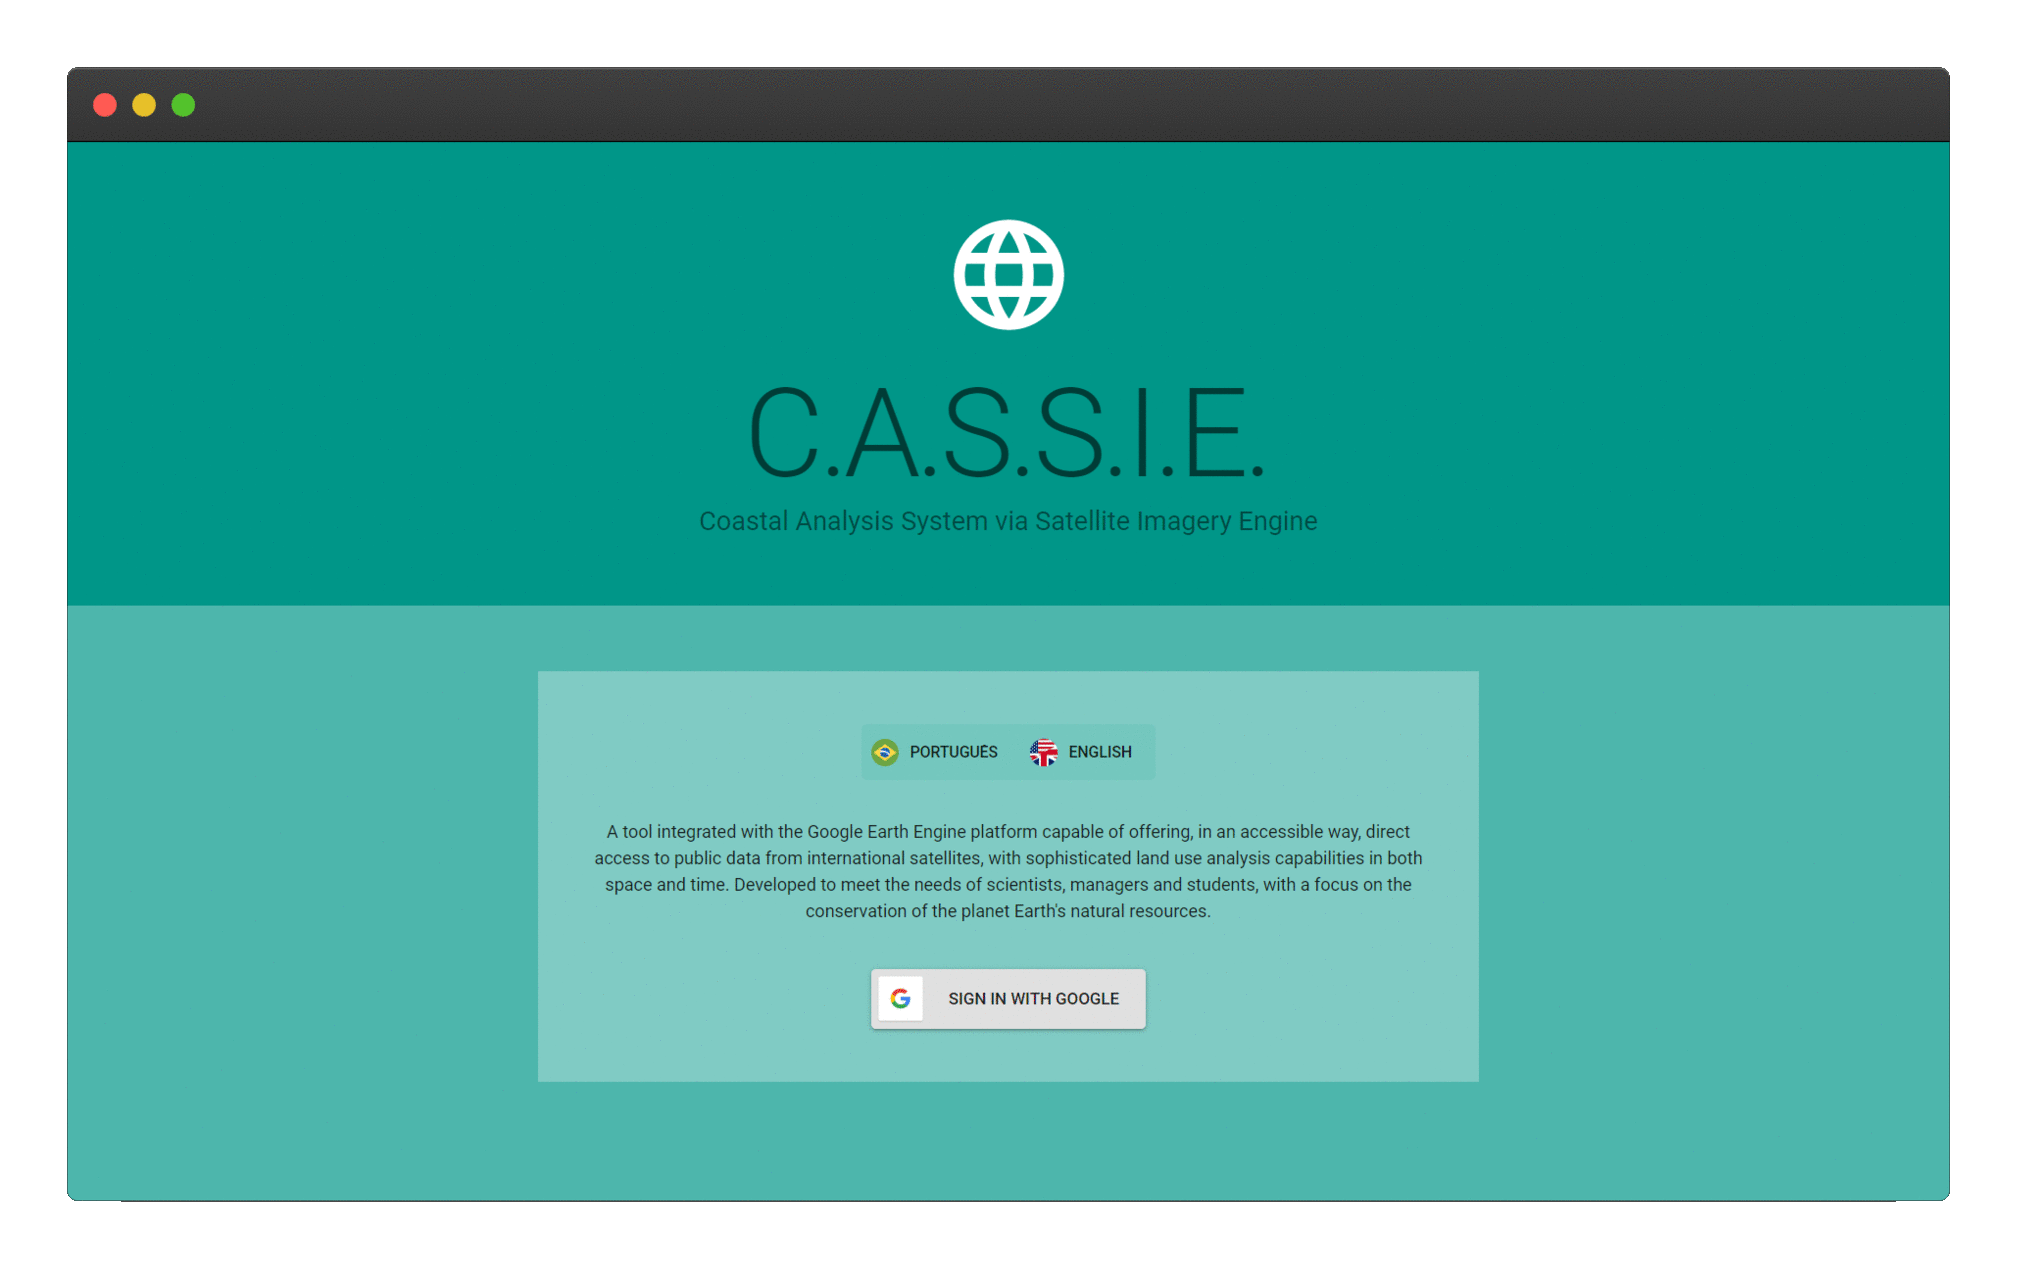 C.A.S.S.I.E.
Coastal Analysis System via Satellite Imagery Engine
PORTUGUÊS ENGLISH
A tool integrated with the Google Earth Engine platform capable of offering, in an accessible way, direct
access to public data from international satellites, with sophisticated land use analysis capabilities in both
space and time. Developed to meet the needs of scientists, managers and students, with a focus on the
conservation of the planet Earth's natural resources.
G SIGN IN WITH GOOGLE